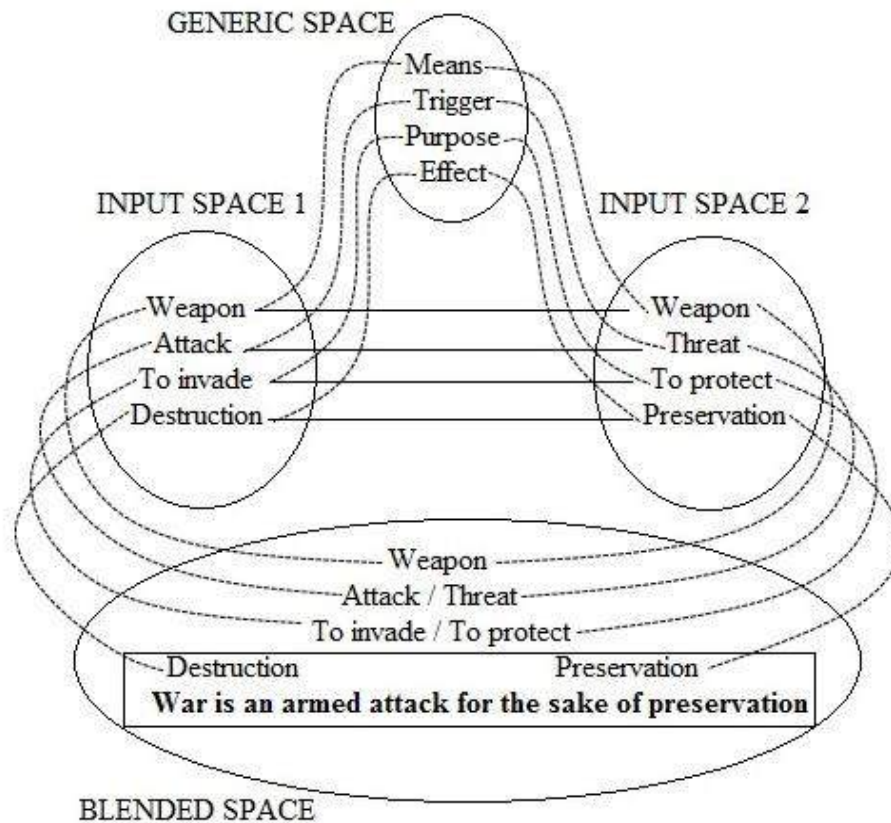 GENERIC SPACE
Means
Trigger
Purpose
Effect
INPUT SPACE 1
INPUT SPACE 2
Weapon
Attack
To invade
Destruction
Weapon
Threat
To protect
Preservation
Weapon
Attack / Threat
To invade / To protect
Destruction Preservation
War is an armed attack for the sake of preservation
BLENDED SPACE